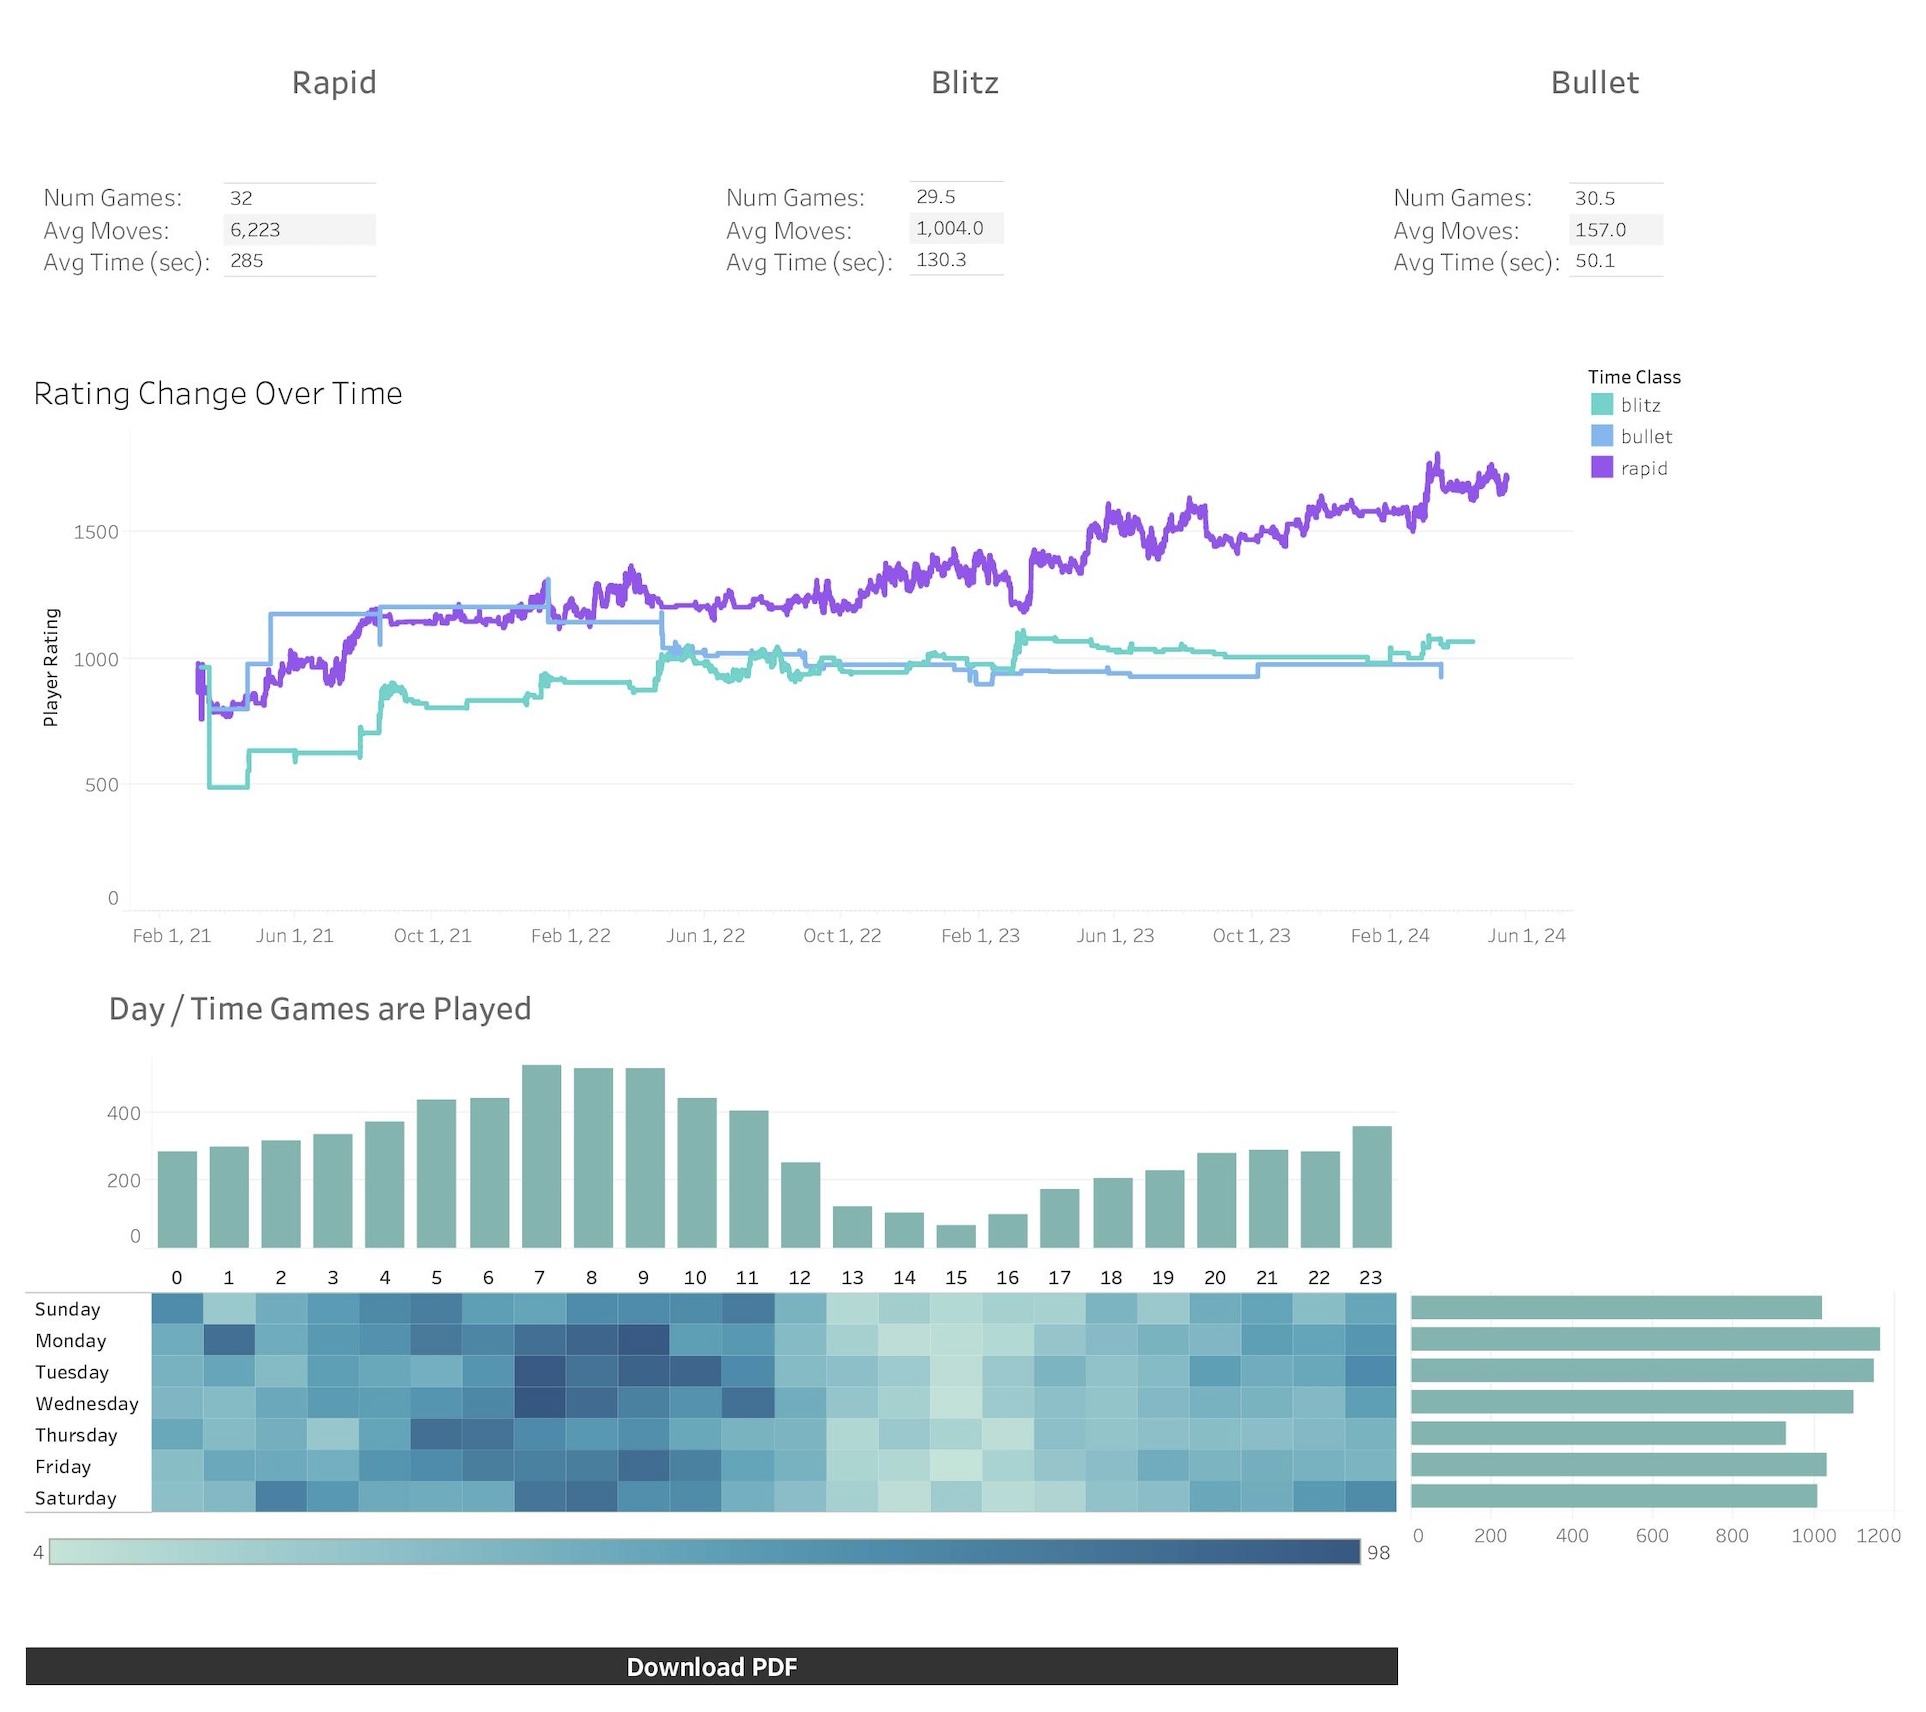 Rapid
Blitz
Bullet
Num Games: 32
Avg Moves: 6,223
Avg Time (sec): 285
Num Games: 29.5
Avg Moves: 1,004.0
Avg Time (sec): 130.3
Num Games: 30.5
Avg Moves: 157.0
Avg Time (sec): 50.1
Rating Change Over Time
Time Class
blitz
bullet
rapid
Player Rating
1500
1000
500
0
Feb 1, 21 Jun 1, 21 Oct 1, 21 Feb 1, 22 Jun 1, 22 Oct 1, 22 Feb 1, 23 Jun 1, 23 Oct 1, 23 Feb 1, 24 Jun 1, 24
Day / Time Games are Played
400
200
0
0 1 2 3 4 5 6 7 8 9 10 11 12 13 14 15 16 17 18 19 20 21 22 23
Sunday
Monday
Tuesday
Wednesday
Thursday
Friday
Saturday
0 200 400 600 800 1000 1200
4 98
Download PDF